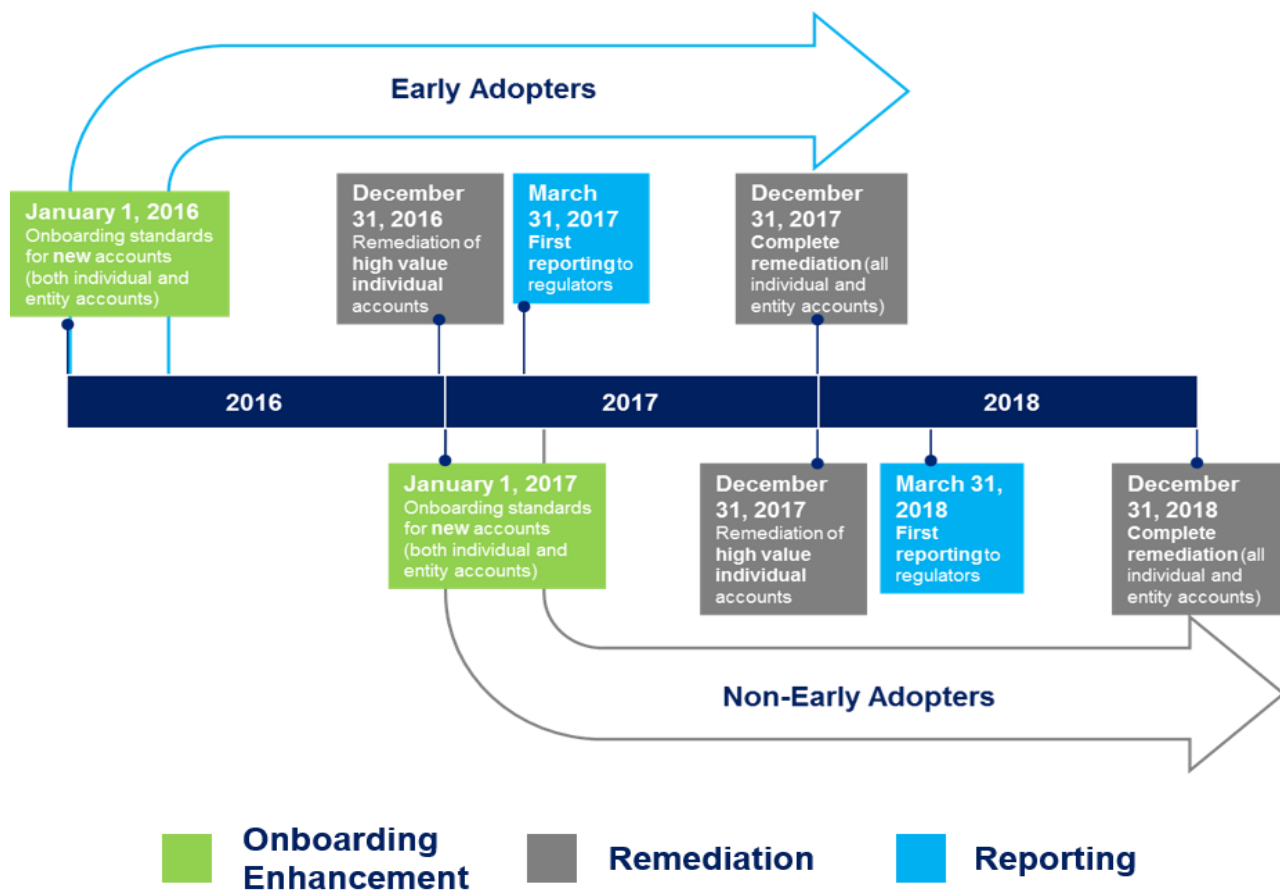 Early Adopters
January 1, 2016
Onboarding standards
for new accounts
(both individual and
entity accounts)
December
31, 2016
Remediation of
high value
individual
accounts
March
31, 2017
First
reporting to
regulators
December
31, 2017
Complete
remediation (all
individual and
entity accounts)
2016
2017
2018
January 1, 2017
Onboarding standards
for new accounts
(both individual and
entity accounts)
December
31, 2017
Remediation of
high value
individual
accounts
March 31,
2018
First
reporting to
regulators
December
31, 2018
Complete
remediation (all
individual and
entity accounts)
Non-Early Adopters
Onboarding
Enhancement
Remediation
Reporting